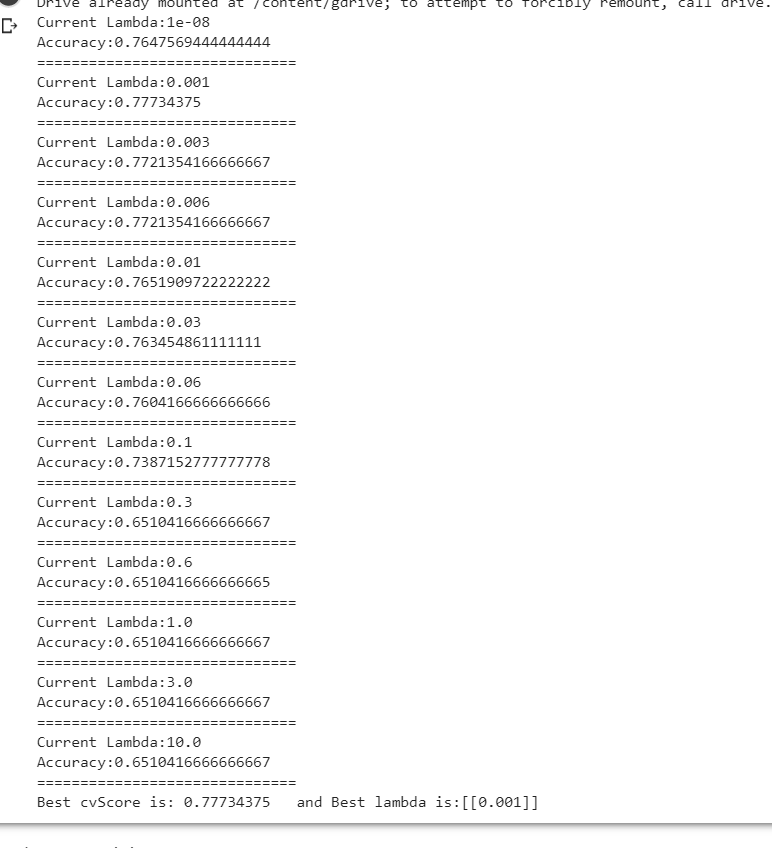 Drive already mounted at /content/gdrive; to attempt to forcibly remount, call drive.
Current Lambda:1e-08
Accuracy:0.7647569444444444
==============================
Current Lambda:0.001
Accuracy:0.77734375
==============================
Current Lambda:0.003
Accuracy:0.7721354166666667
==============================
Current Lambda:0.006
Accuracy:0.7721354166666667
==============================
Current Lambda:0.01
Accuracy:0.7651909722222222
==============================
Current Lambda:0.03
Accuracy:0.763454861111111
==============================
Current Lambda:0.06
Accuracy:0.7604166666666666
==============================
Current Lambda:0.1
Accuracy:0.7387152777777778
==============================
Current Lambda:0.3
Accuracy:0.6510416666666667
==============================
Current Lambda:0.6
Accuracy:0.6510416666666665
==============================
Current Lambda:1.0
Accuracy:0.6510416666666667
==============================
Current Lambda:3.0
Accuracy:0.6510416666666667
==============================
Current Lambda:10.0
Accuracy:0.6510416666666667
==============================
Best cvScore is: 0.77734375   and Best lambda is:[[0.001]]